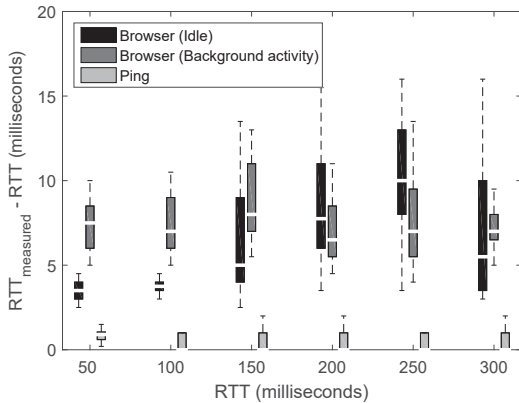 20
15
10
5
0
RTTmeasured - RTT (milliseconds)
Browser (Idle)
Browser (Background activity)
Ping
50 100 150 200 250 300
RTT (milliseconds)